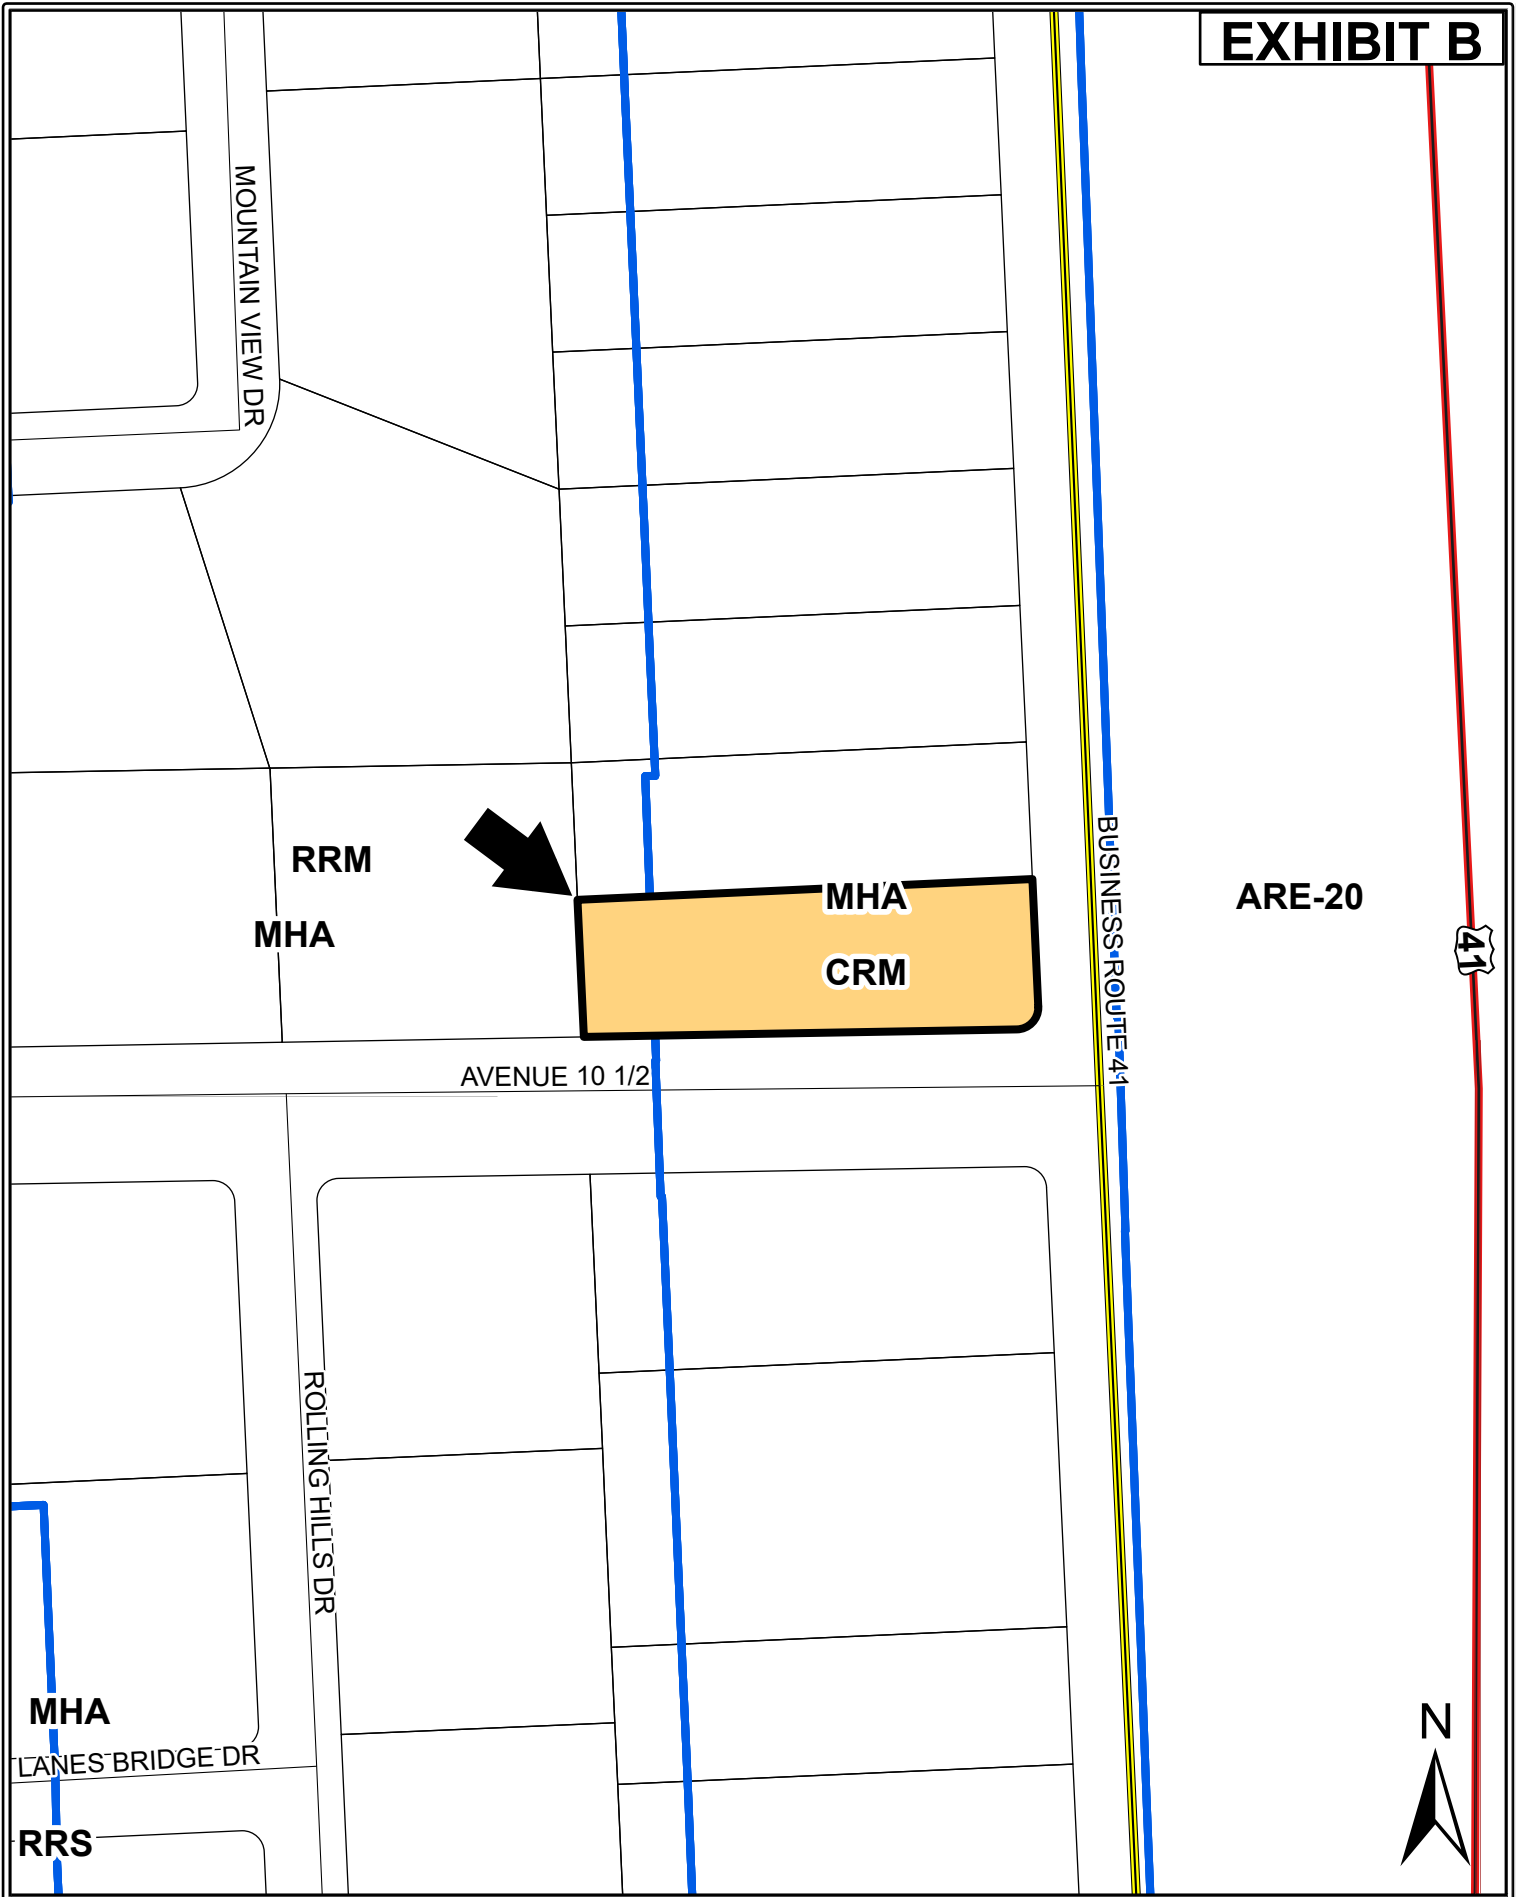 EXHIBIT B
MOUNTAIN VIEW DR
RRM
MHA
MHA
CRM
BUSINESS ROUTE 41
ARE-20
41
AVENUE 10 1/2
ROLLING HILLS DR
MHA
LANES BRIDGE DR
RRS
N